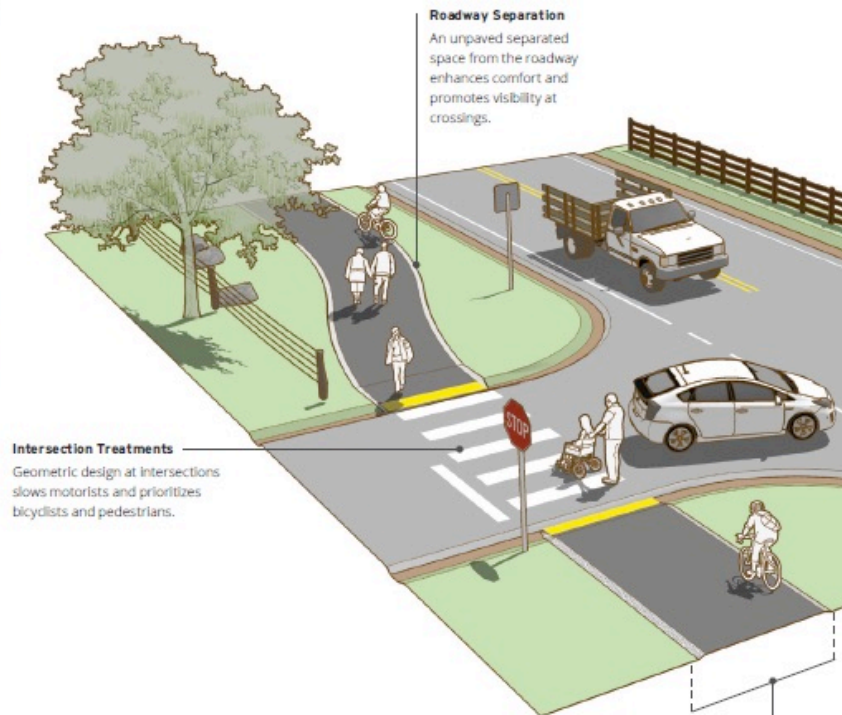 Roadway Separation
An unpaved separated
space from the roadway
enhances comfort and
promotes visibility at
crossings.
STOP
Intersection Treatments
Geometric design at intersections
slows motorists and prioritizes
bicyclists and pedestrians.